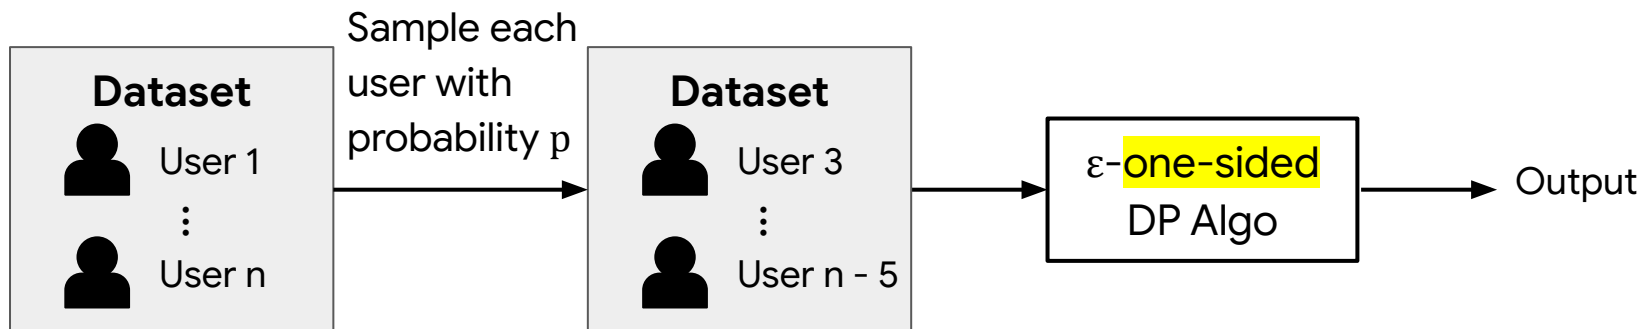 Dataset
User 1
⋮
User n
Sample each
user with
probability p
Dataset
User 3
⋮
User n - 5
ε-one-sided
DP Algo
Output